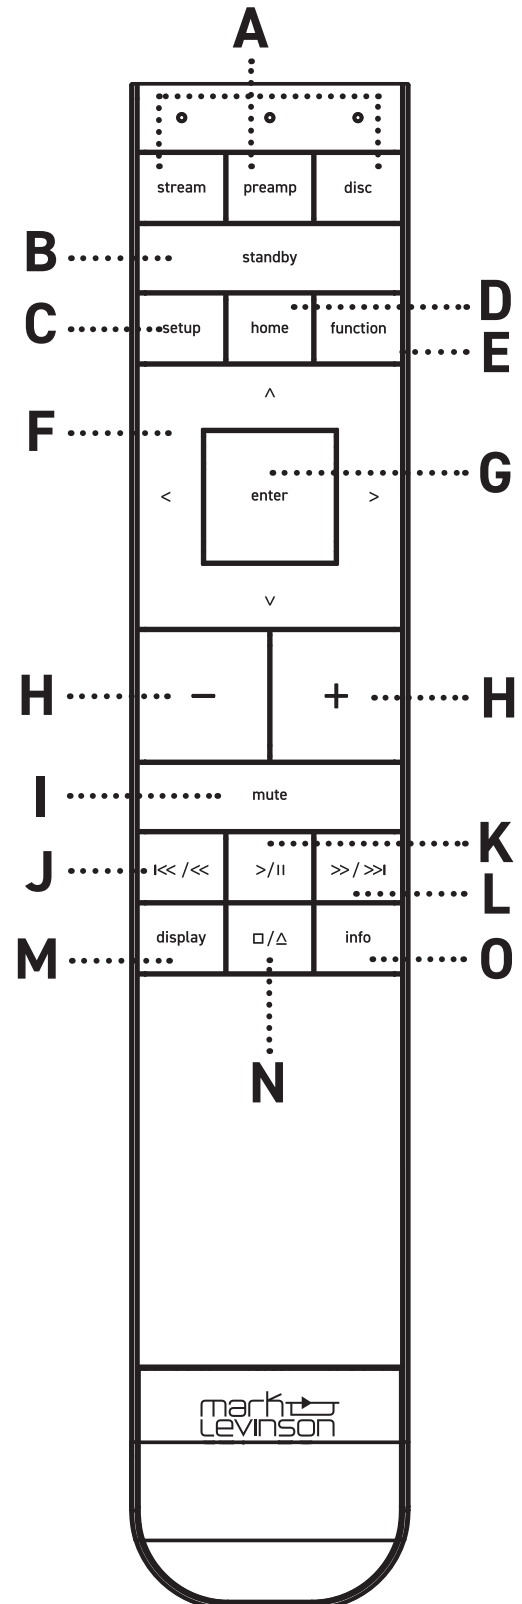 A
stream preamp disc
B standby
D
C setup home function
E
^
F
G
< enter >
v
H − + H
I mute
K
J I<</<< >/II >>/>>I
L
display □/△ info
M O
N
mark
Levinson